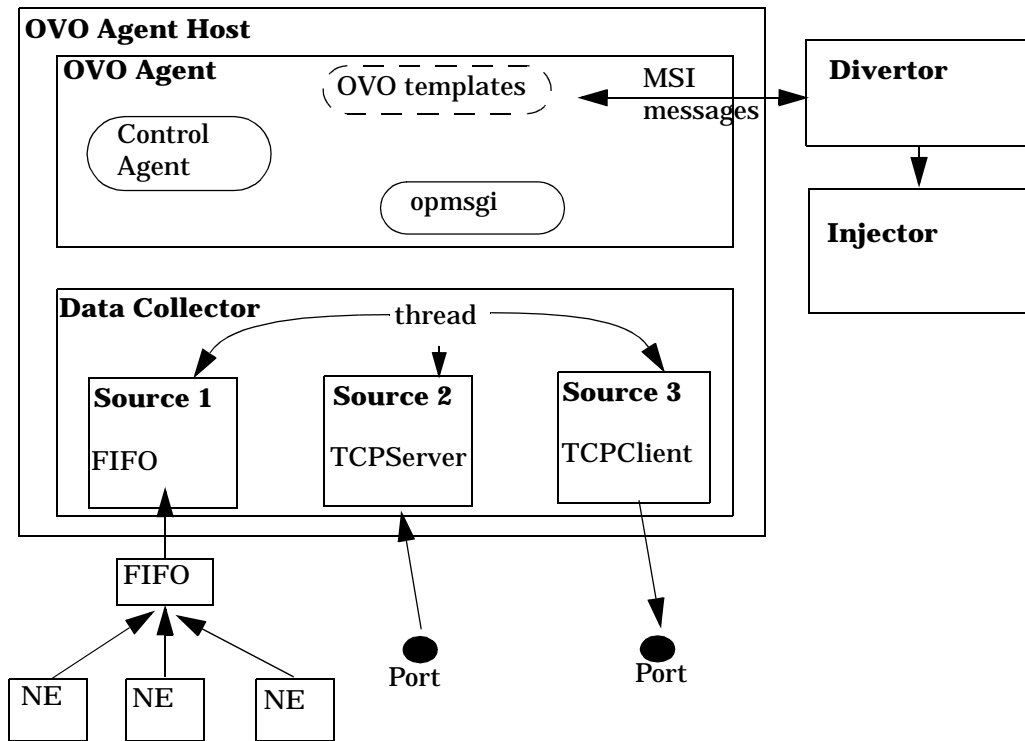 OVO Agent Host
OVO Agent
OVO templates
MSI
messages
Divertor
Control
Agent
opmsgi
Injector
Data Collector
thread
Source 1
FIFO
Source 2
TCPServer
Source 3
TCPClient
FIFO
Port
Port
NE
NE
NE